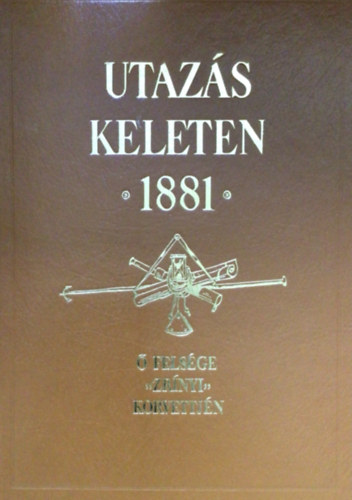 UTAZÁS
KELETEN
• 1881 •
Ő FELSÉGE
„ZRÍNYI"
KORVETTJÉN